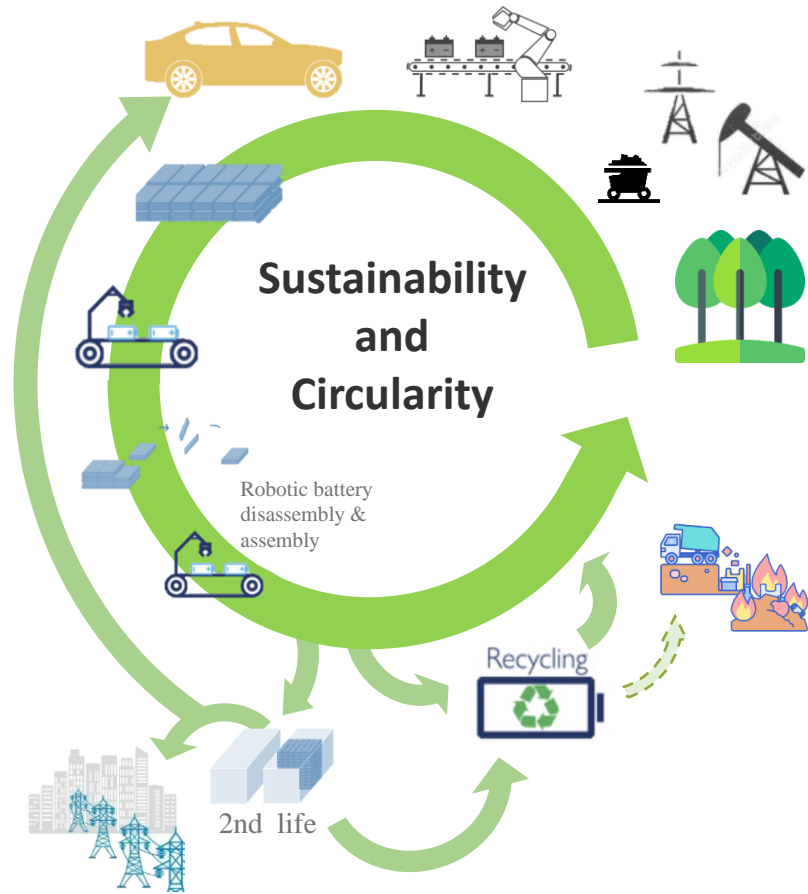 Sustainability
and
Circularity
Robotic battery
disassembly &
assembly
Recycling
2nd life